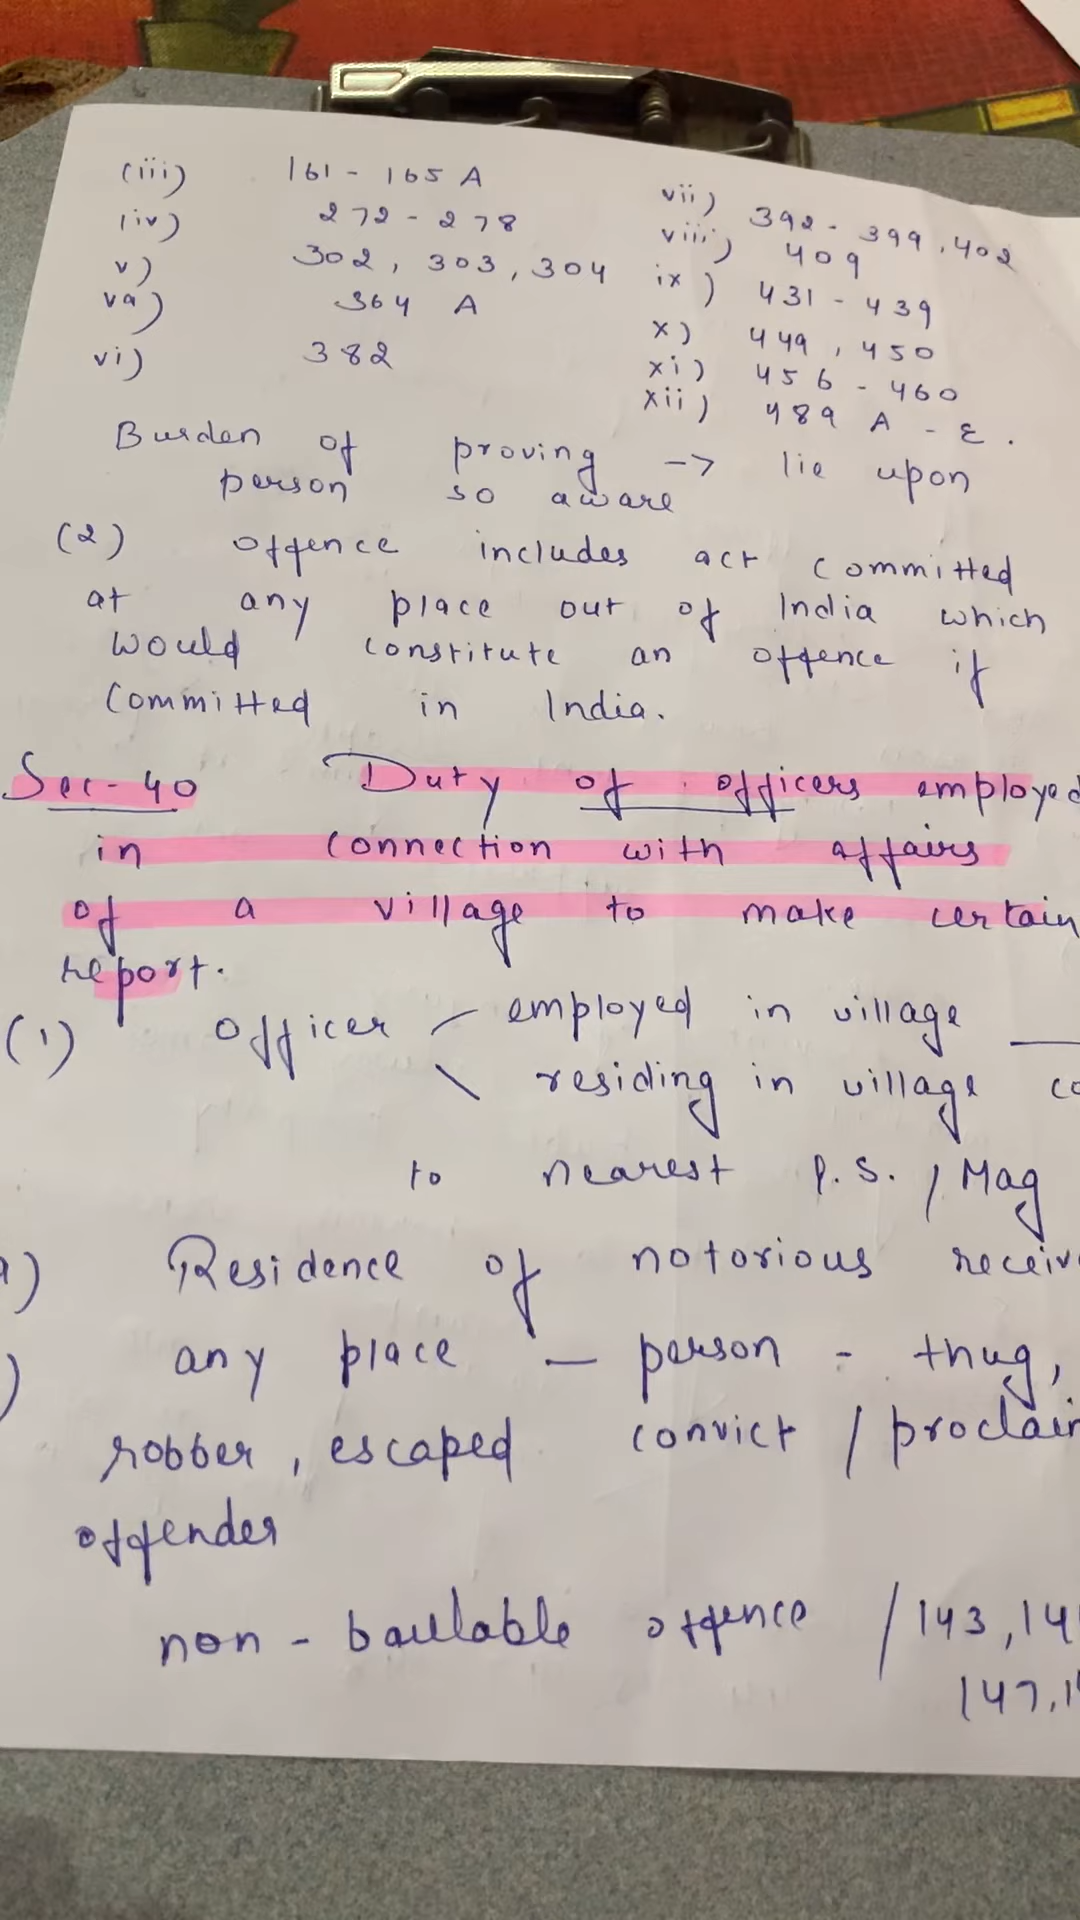 (iii) 161 - 165 A
(iv) 272 - 278
v) 302, 303, 304
va) 364 A
vi) 382
vii) 392 - 399, 402
viii) 409
ix) 431 - 439
x) 449, 450
xi) 456 - 460
xii) 489 A - E.
Burden of proving -> lie upon
person so aware
(2) offence includes act committed
at any place out of India which
would constitute an offence if
committed in India.
Sec-40 Duty of officers employed
in connection with affairs
of a village to make certain
report.
(1) officer employed in village
residing in village
to nearest P.S. / Mag
Residence of notorious
any place - person - thug,
robber, escaped convict /
offender
non-bailable offence / 143,
147,